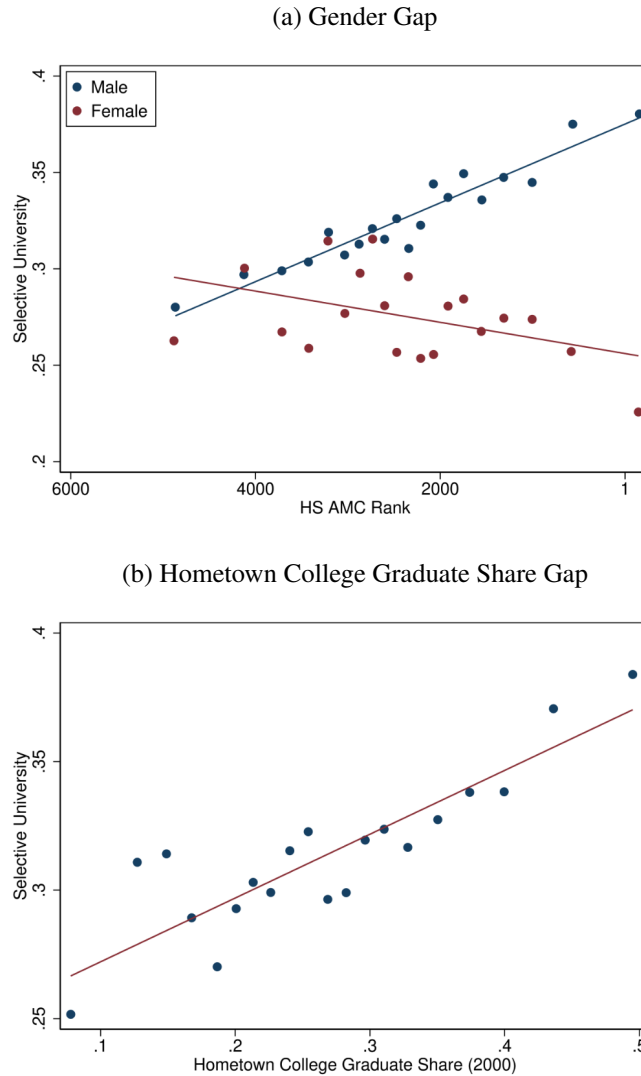 (a) Gender Gap
.4
Male
Female
.35
.3
.25
.2
Selective University
6000 4000 2000 1
HS AMC Rank
(b) Hometown College Graduate Share Gap
.4
.35
.3
.25
Selective University
.1 .2 .3 .4 .5
Hometown College Graduate Share (2000)